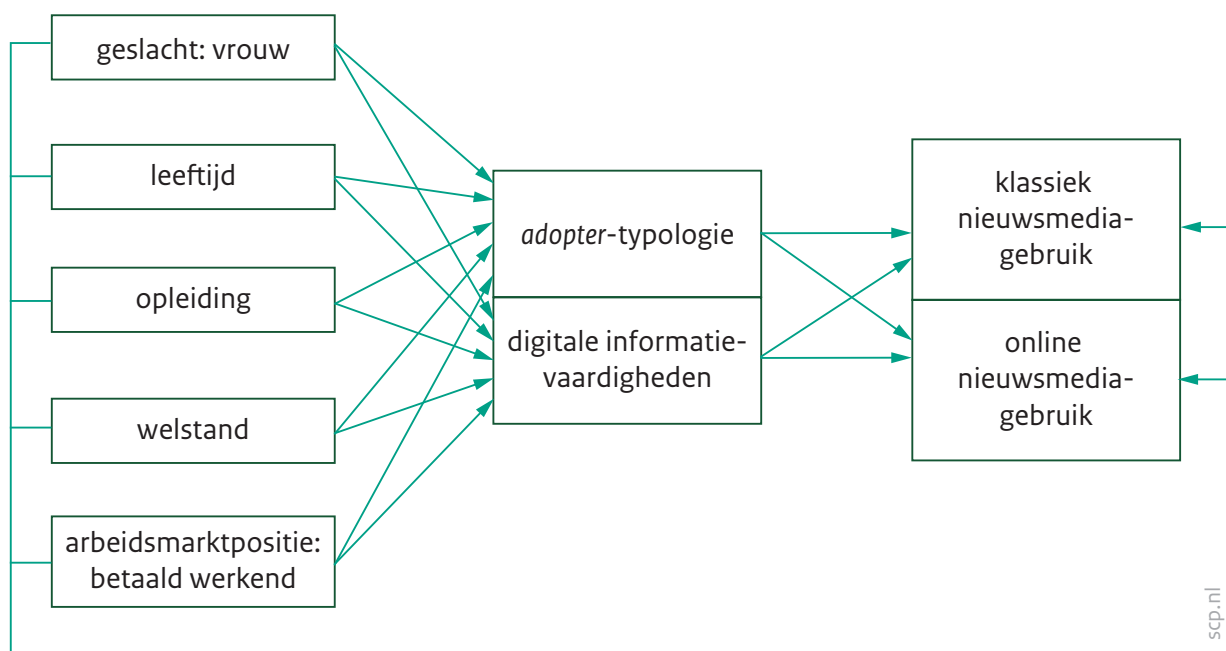 geslacht: vrouw
leeftijd
opleiding
welstand
arbeidsmarktpositie:
betaald werkend
adopter-typologie
digitale informatie-
vaardigheden
klassiek
nieuwsmedia-
gebruik
online
nieuwsmedia-
gebruik
scp.nl